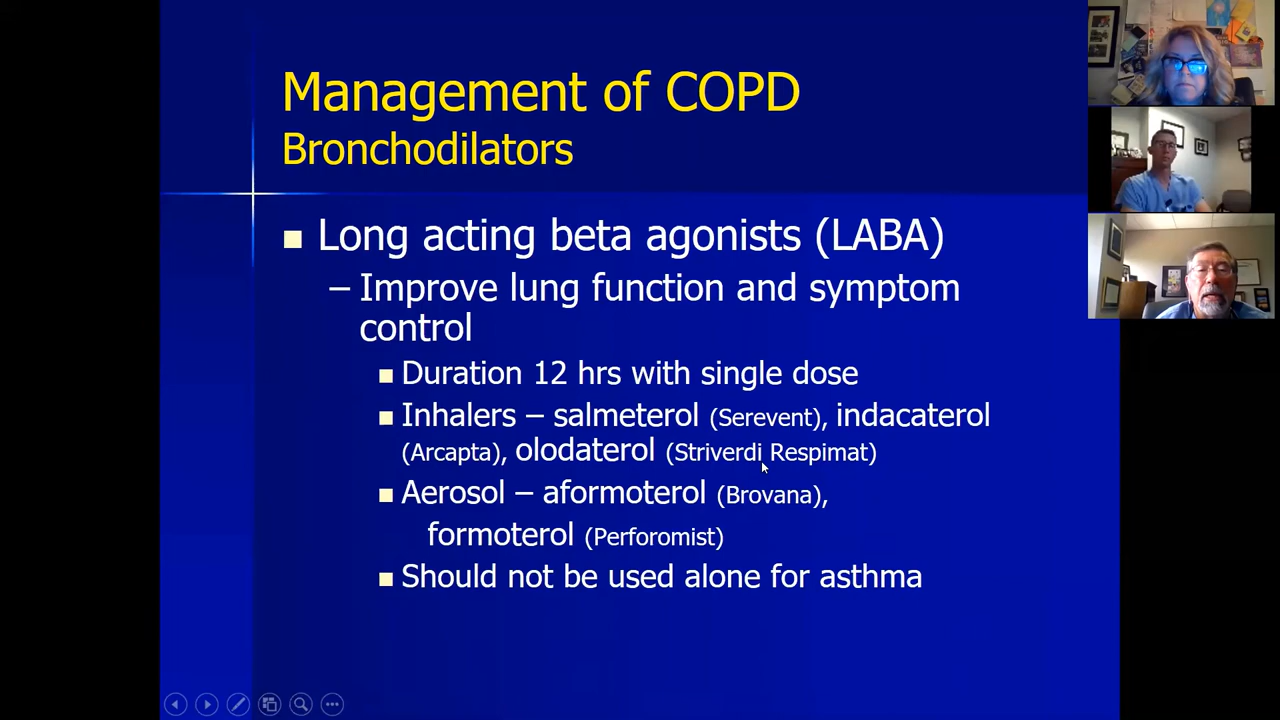 Management of COPD
Bronchodilators
■ Long acting beta agonists (LABA)
– Improve lung function and symptom
control
■ Duration 12 hrs with single dose
■ Inhalers – salmeterol (Serevent), indacaterol
(Arcapta), olodaterol (Striverdi Respimat)
■ Aerosol – aformoterol (Brovana),
formoterol (Perforomist)
■ Should not be used alone for asthma